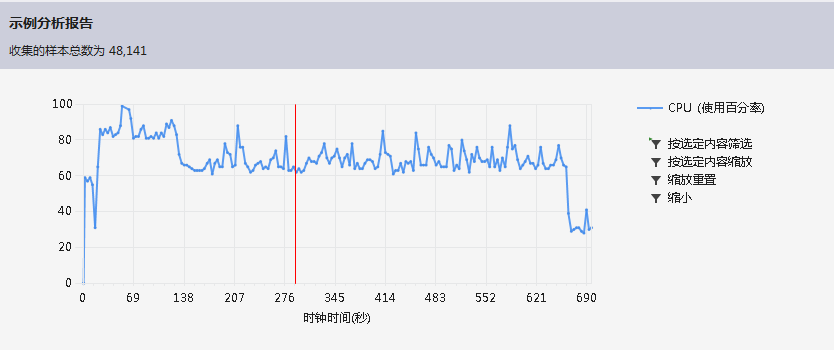 示例分析报告
收集的样本总数为 48,141
100
80
60
40
20
0
0 69 138 207 276 345 414 483 552 621 690
时钟时间(秒)
CPU (使用百分率)
按选定内容筛选
按选定内容缩放
缩放重置
缩小